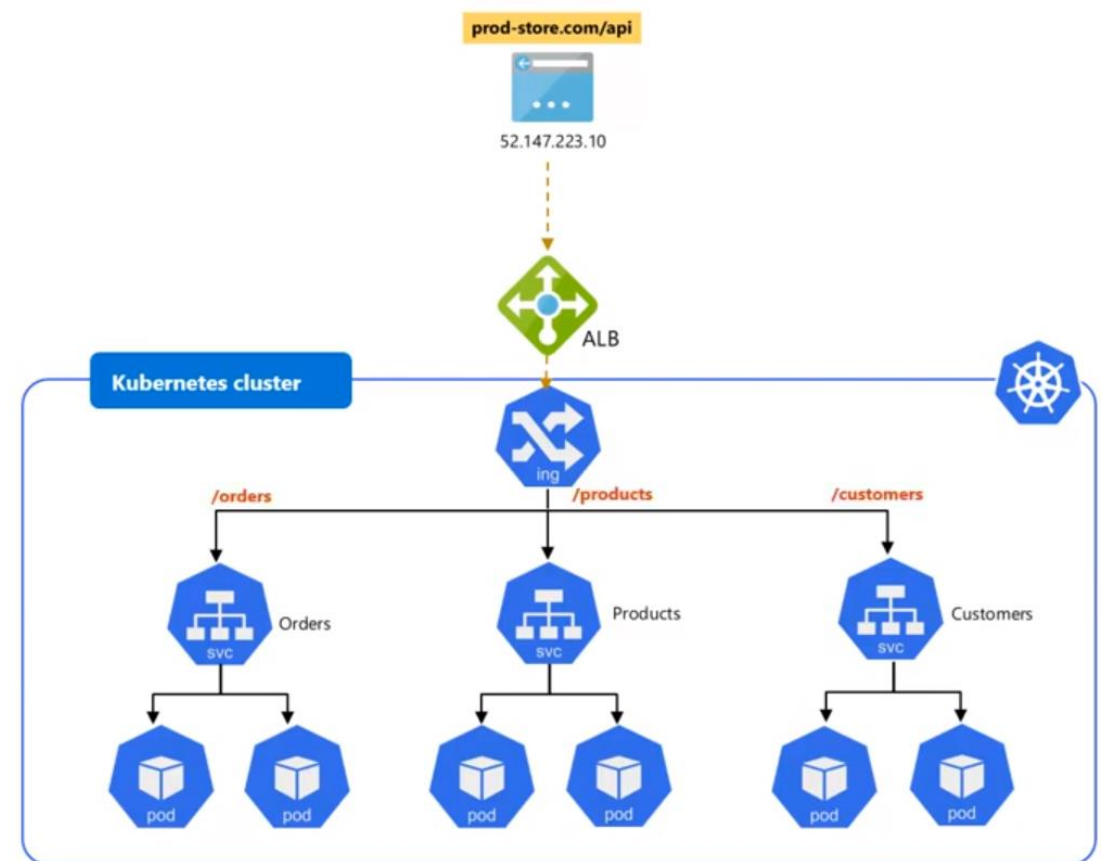 prod-store.com/api
52.147.223.10
ALB
Kubernetes cluster
ing
/orders
/products
/customers
svc
Orders
svc
Products
svc
Customers
pod
pod
pod
pod
pod
pod